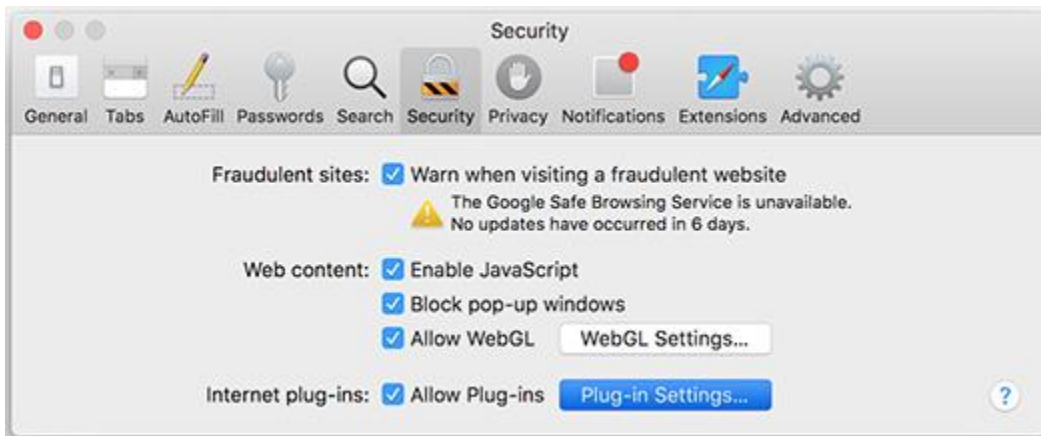 Security
General Tabs AutoFill Passwords Search Security Privacy Notifications Extensions Advanced
Fraudulent sites: Warn when visiting a fraudulent website
The Google Safe Browsing Service is unavailable.
No updates have occurred in 6 days.
Web content: Enable JavaScript
Block pop-up windows
Allow WebGL WebGL Settings...
Internet plug-ins: Allow Plug-ins Plug-in Settings... ?